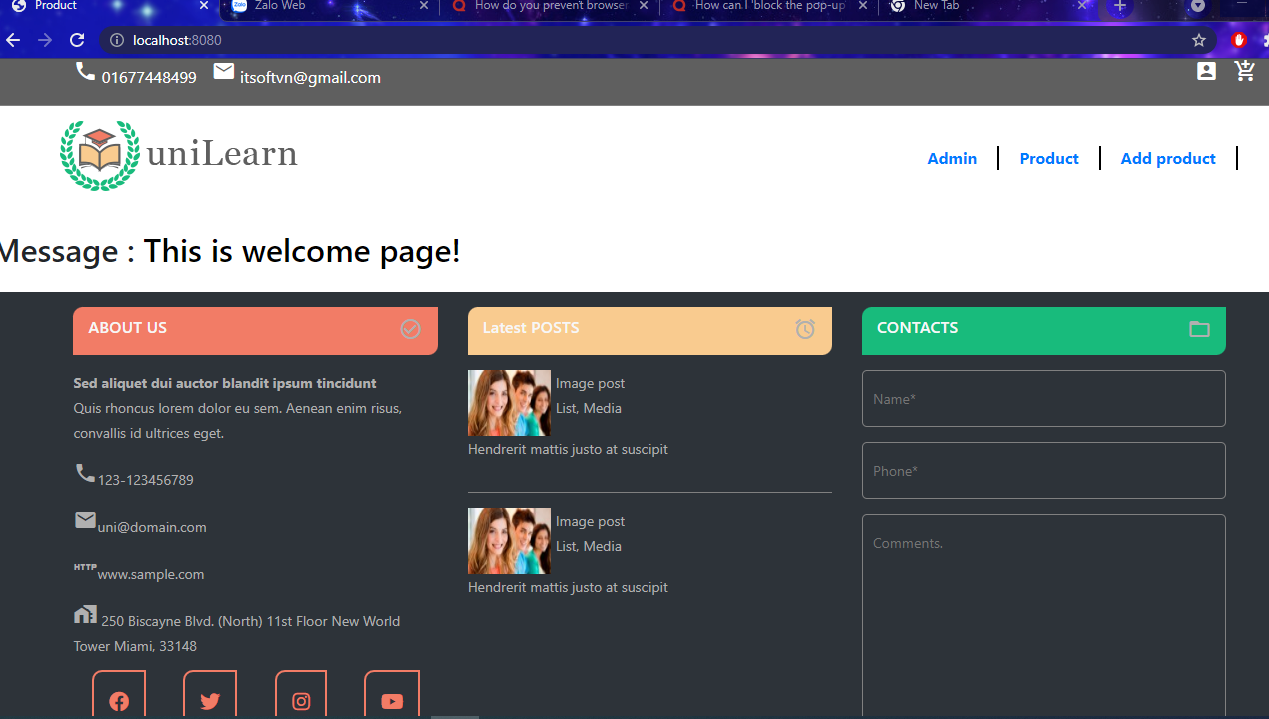 Product
Zalo Web
How do you prevent browser
How can I block the pop-up
New Tab
localhost:8080
01677448499 itsoftvn@gmail.com
uniLearn
Admin
Product
Add product
Message : This is welcome page!
ABOUT US
Sed aliquet dui auctor blandit ipsum tincidunt
Quis rhoncus lorem dolor eu sem. Aenean enim risus,
convallis id ultrices eget.
123-123456789
uni@domain.com
HTTP www.sample.com
250 Biscayne Blvd. (North) 11st Floor New World
Tower Miami, 33148
Latest POSTS
Image post
List, Media
Hendrerit mattis justo at suscipit
Image post
List, Media
Hendrerit mattis justo at suscipit
CONTACTS
Name*
Phone*
Comments.